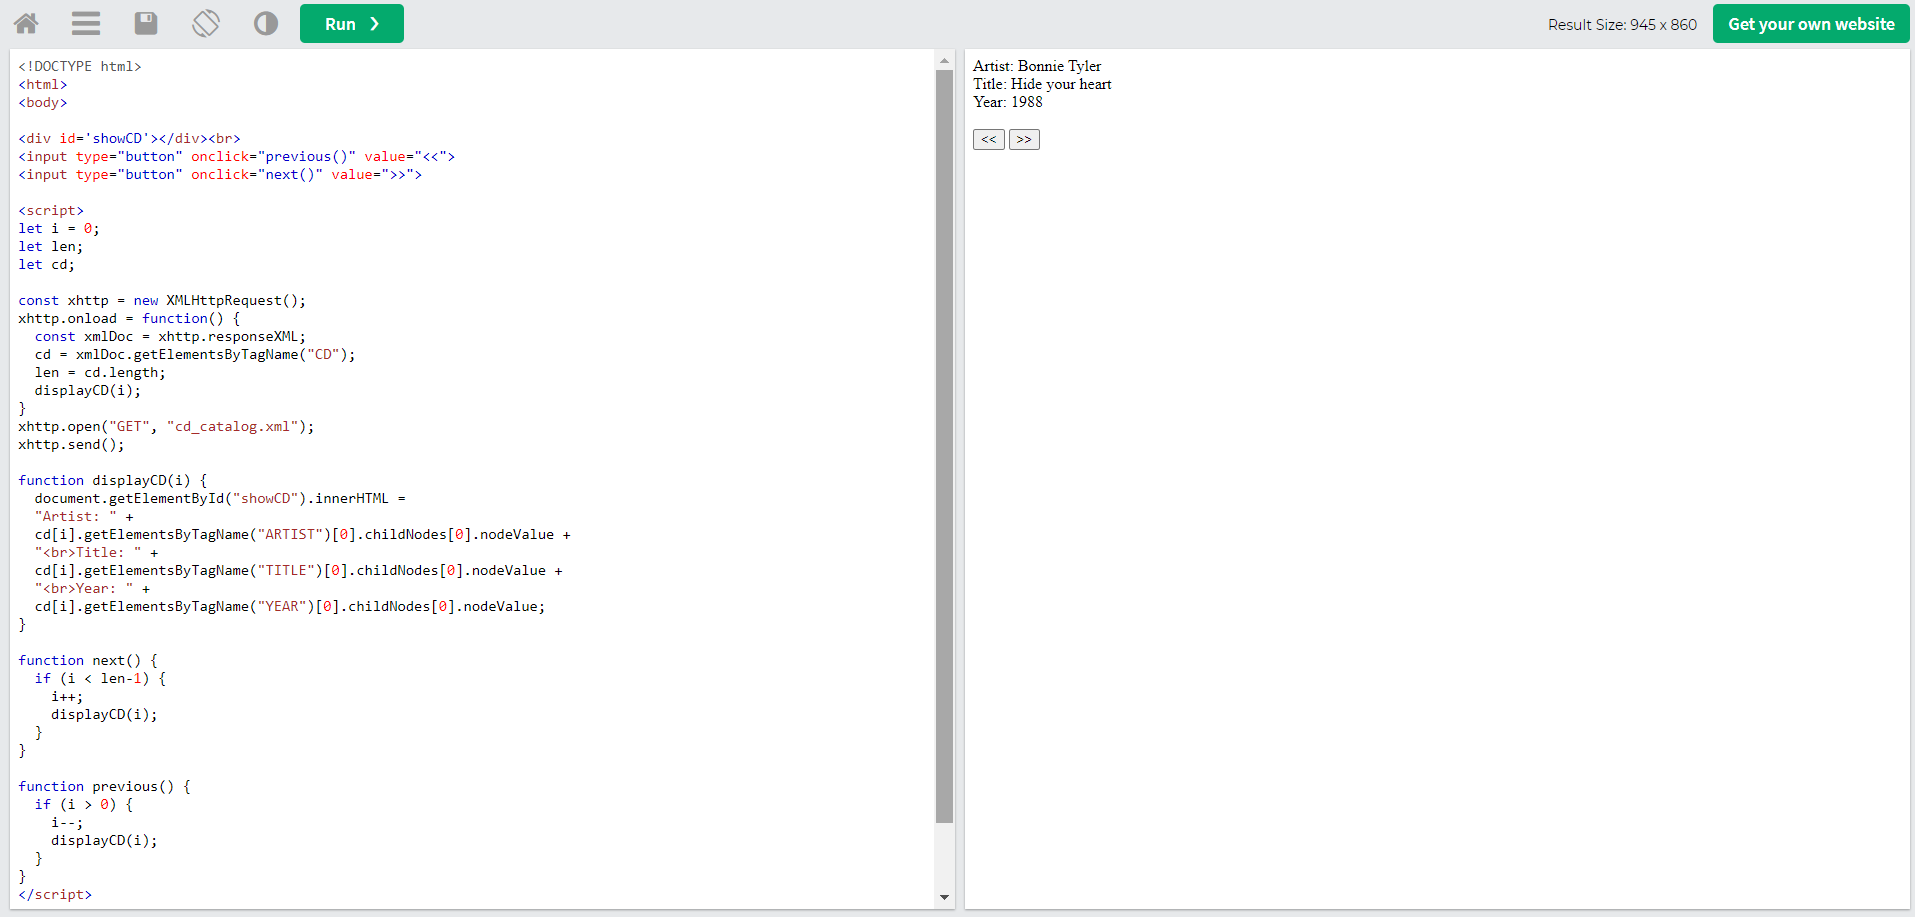 Run ❯
Result Size: 945 x 860
Get your own website
<!DOCTYPE html>
<html>
<body>
<div id='showCD'></div><br>
<input type="button" onclick="previous()" value="<<">
<input type="button" onclick="next()" value=">>">
<script>
let i = 0;
let len;
let cd;
const xhttp = new XMLHttpRequest();
xhttp.onload = function() {
  const xmlDoc = xhttp.responseXML;
  cd = xmlDoc.getElementsByTagName("CD");
  len = cd.length;
  displayCD(i);
}
xhttp.open("GET", "cd_catalog.xml");
xhttp.send();
function displayCD(i) {
  document.getElementById("showCD").innerHTML =
  "Artist: " +
  cd[i].getElementsByTagName("ARTIST")[0].childNodes[0].nodeValue +
  "<br>Title: " +
  cd[i].getElementsByTagName("TITLE")[0].childNodes[0].nodeValue +
  "<br>Year: " +
  cd[i].getElementsByTagName("YEAR")[0].childNodes[0].nodeValue;
}
function next() {
  if (i < len-1) {
    i++;
    displayCD(i);
  }
}
function previous() {
  if (i > 0) {
    i--;
    displayCD(i);
  }
}
</script>
Artist: Bonnie Tyler
Title: Hide your heart
Year: 1988
<< >>